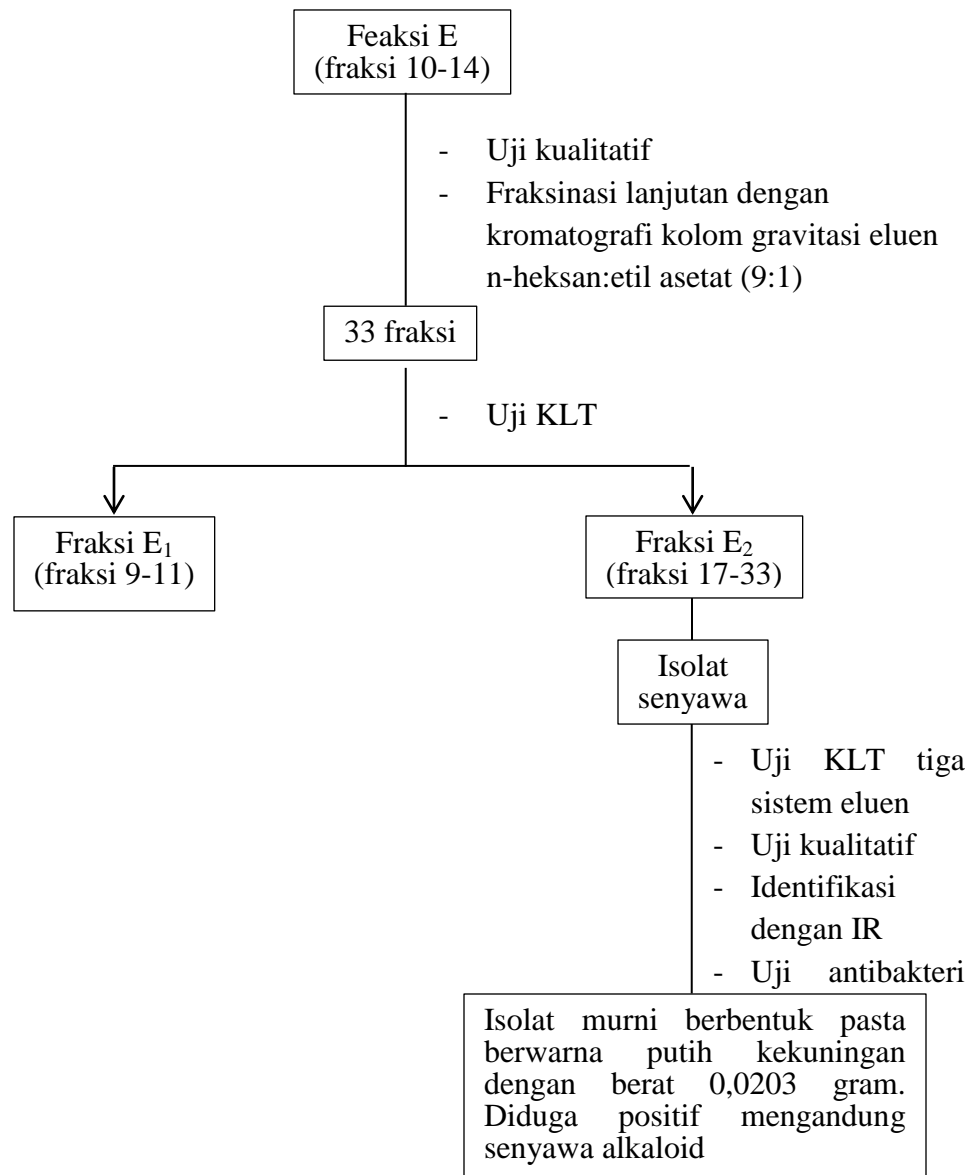 Feaksi E
(fraksi 10-14)
- Uji kualitatif
- Fraksinasi lanjutan dengan
kromatografi kolom gravitasi eluen
n-heksan:etil asetat (9:1)
33 fraksi
- Uji KLT
Fraksi E₁
(fraksi 9-11)
Fraksi E₂
(fraksi 17-33)
Isolat
senyawa
- Uji KLT tiga
sistem eluen
- Uji kualitatif
- Identifikasi
dengan IR
- Uji antibakteri
Isolat murni berbentuk pasta
berwarna putih kekuningan
dengan berat 0,0203 gram.
Diduga positif mengandung
senyawa alkaloid